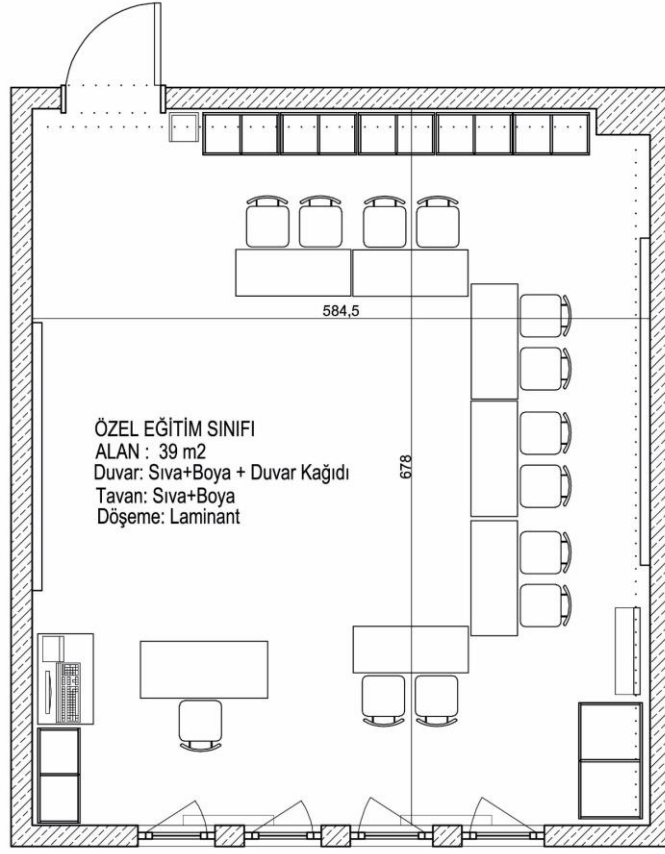 584,5
ÖZEL EĞİTİM SINIFI
ALAN : 39 m2
Duvar: Sıva+Boya + Duvar Kağıdı
Tavan: Sıva+Boya
Döşeme: Laminant
678